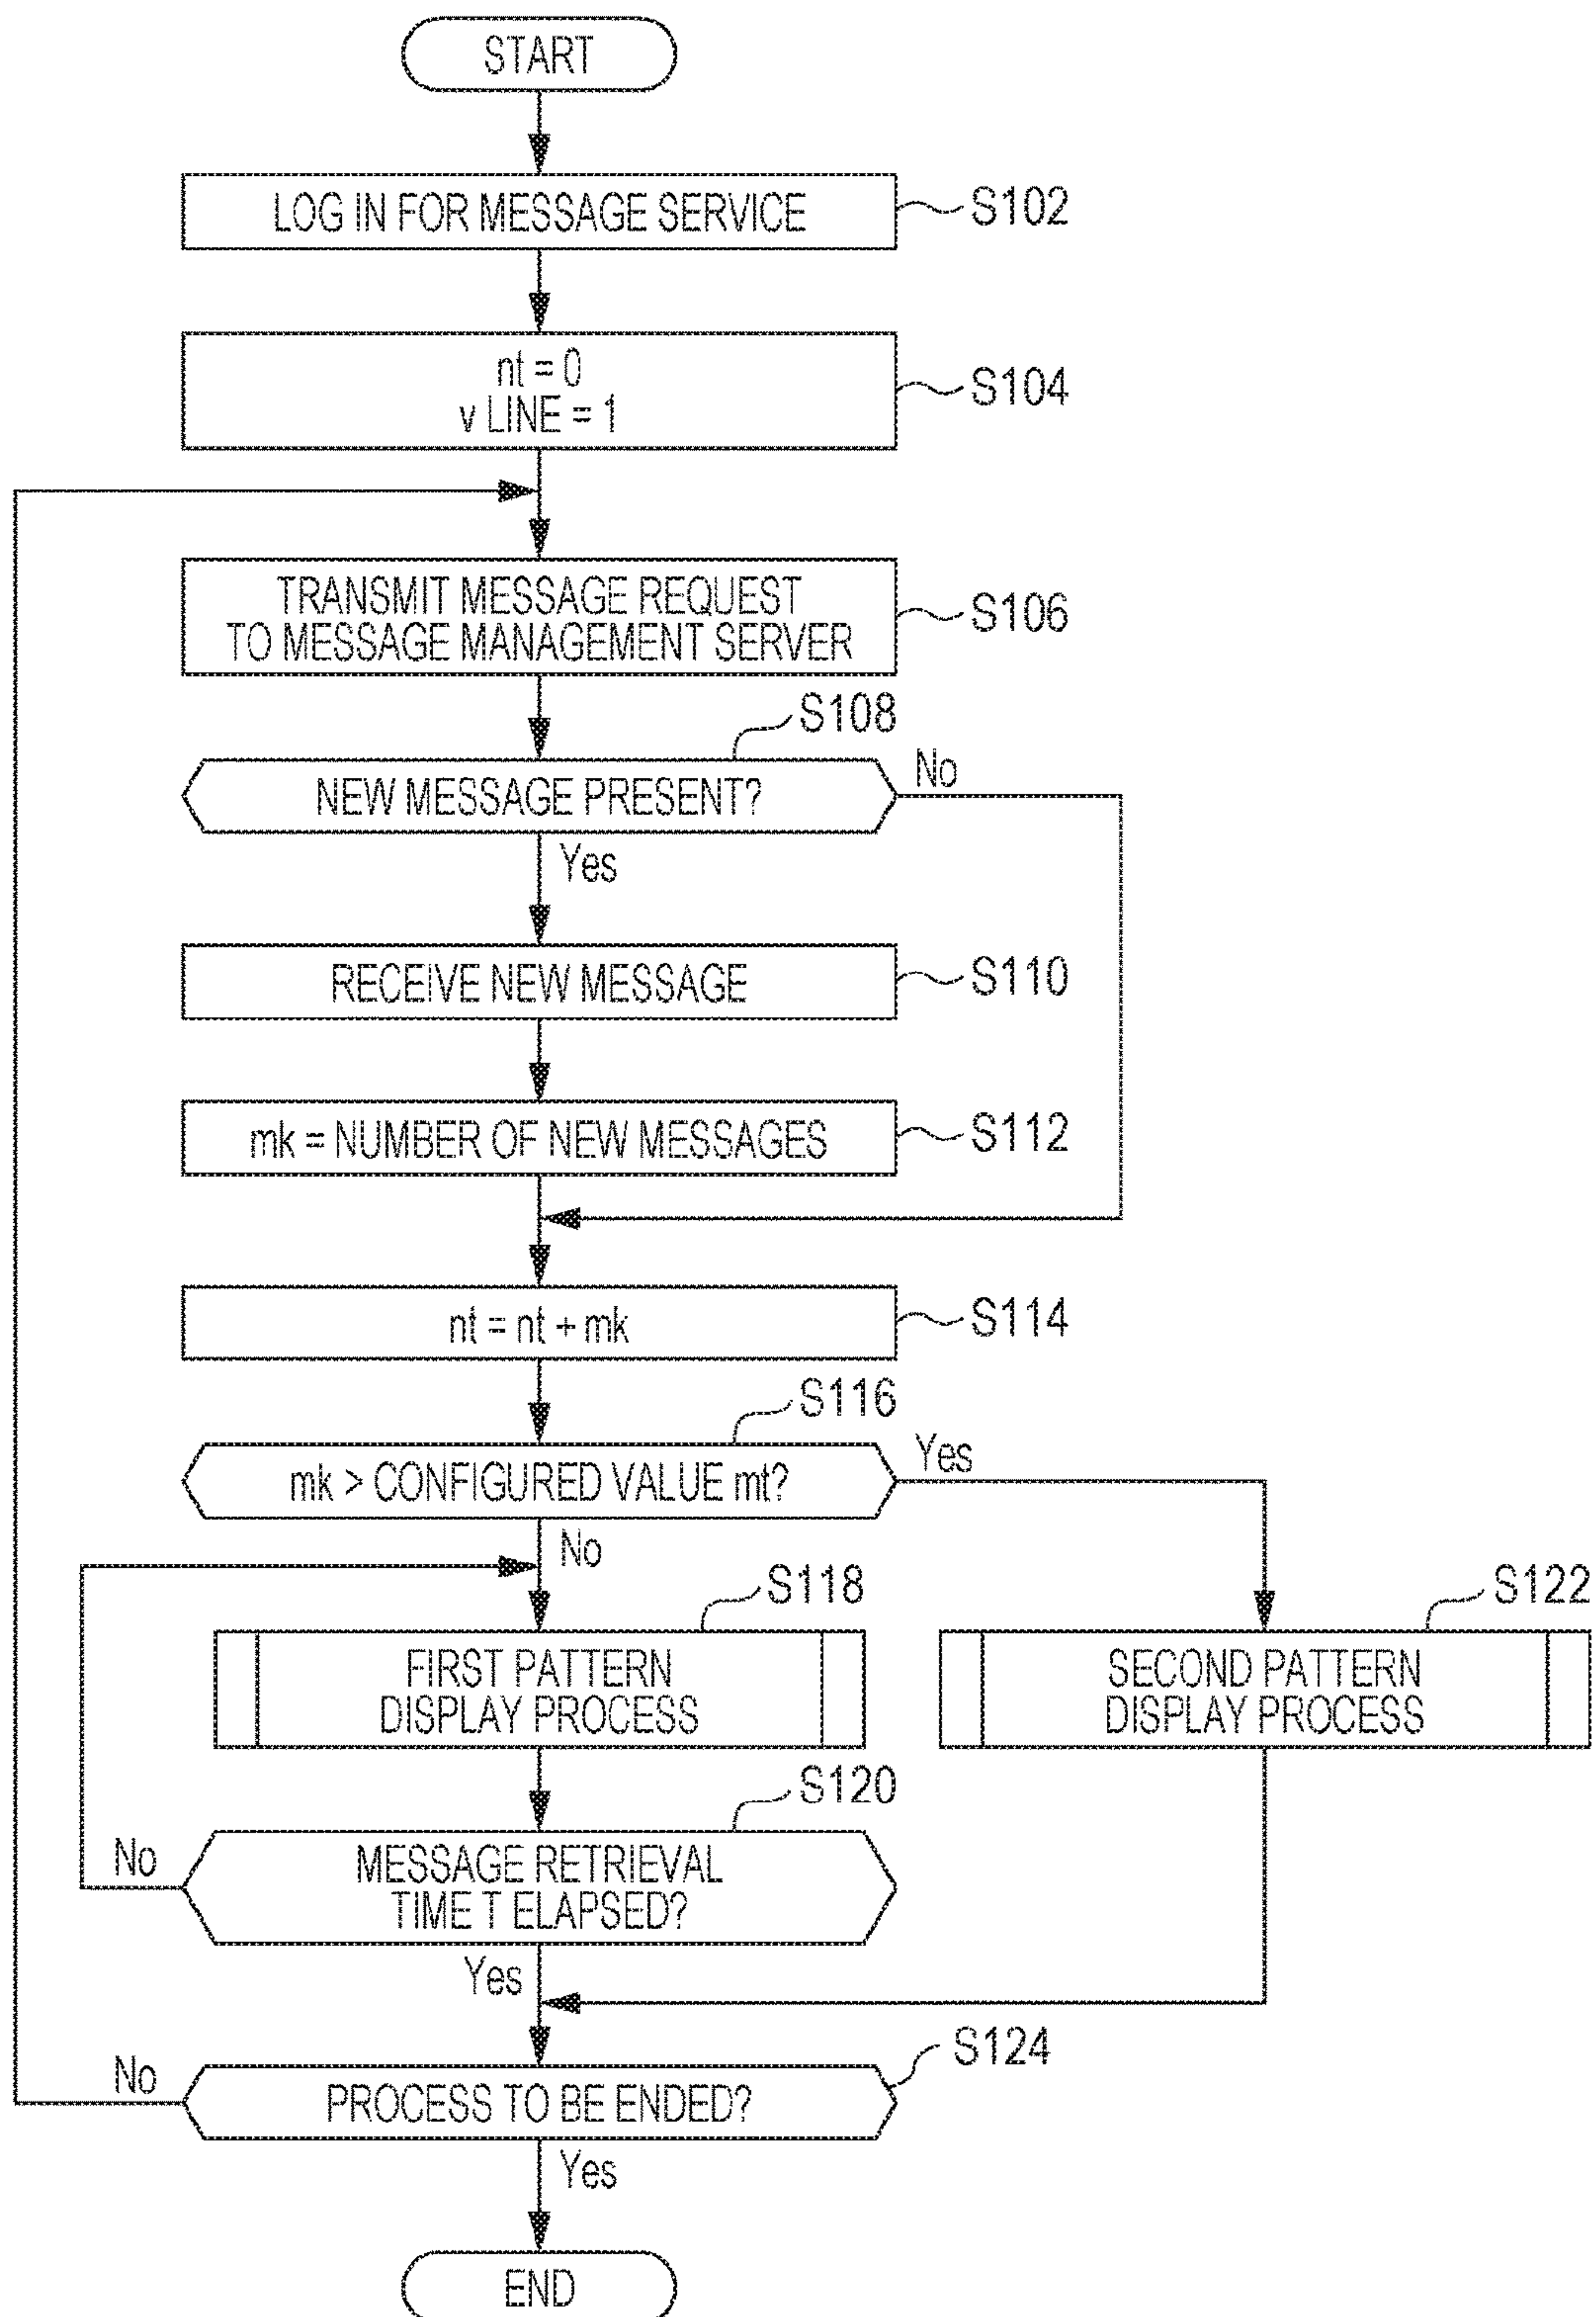 START
LOG IN FOR MESSAGE SERVICE
S102
nt = 0
v LINE = 1
S104
TRANSMIT MESSAGE REQUEST
TO MESSAGE MANAGEMENT SERVER
S106
S108
NEW MESSAGE PRESENT?
No
Yes
RECEIVE NEW MESSAGE
S110
mk = NUMBER OF NEW MESSAGES
S112
nt = nt + mk
S114
S116
mk > CONFIGURED VALUE mt?
Yes
No
S118
FIRST PATTERN
DISPLAY PROCESS
S122
SECOND PATTERN
DISPLAY PROCESS
S120
MESSAGE RETRIEVAL
TIME T ELAPSED?
No
Yes
S124
PROCESS TO BE ENDED?
No
Yes
END